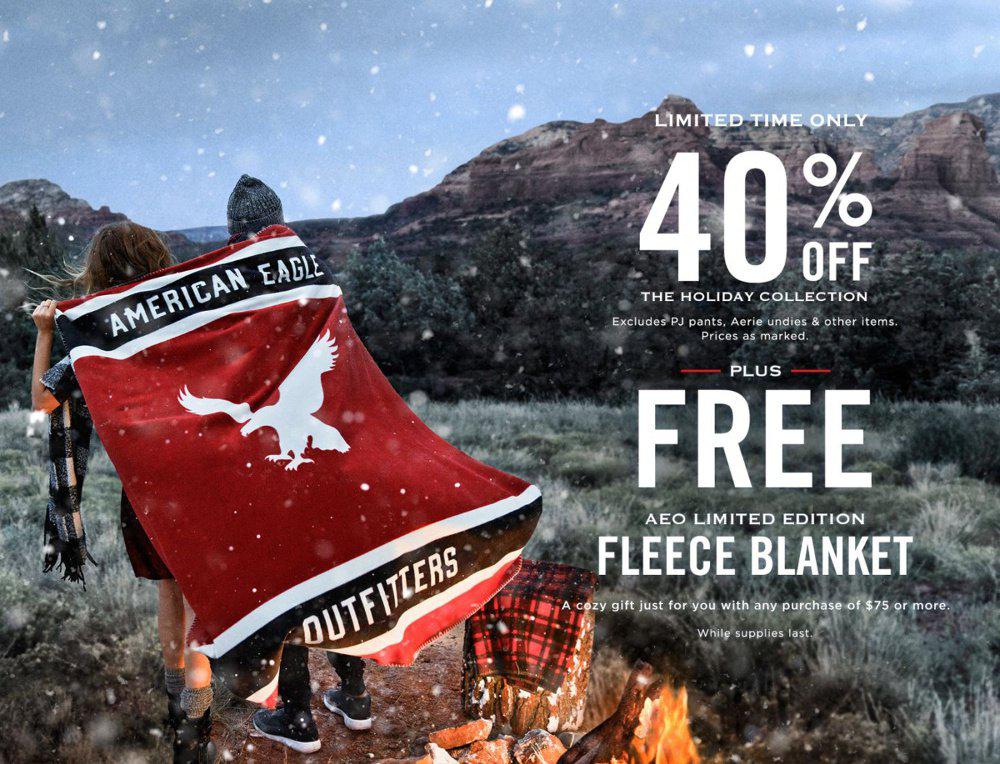 AMERICAN EAGLE
OUTFITTERS
LIMITED TIME ONLY
40% OFF
THE HOLIDAY COLLECTION
Excludes PJ pants, Aerie undies & other items.
Prices as marked.
PLUS
FREE
AEO LIMITED EDITION
FLEECE BLANKET
A cozy gift just for you with any purchase of $75 or more.
While supplies last.